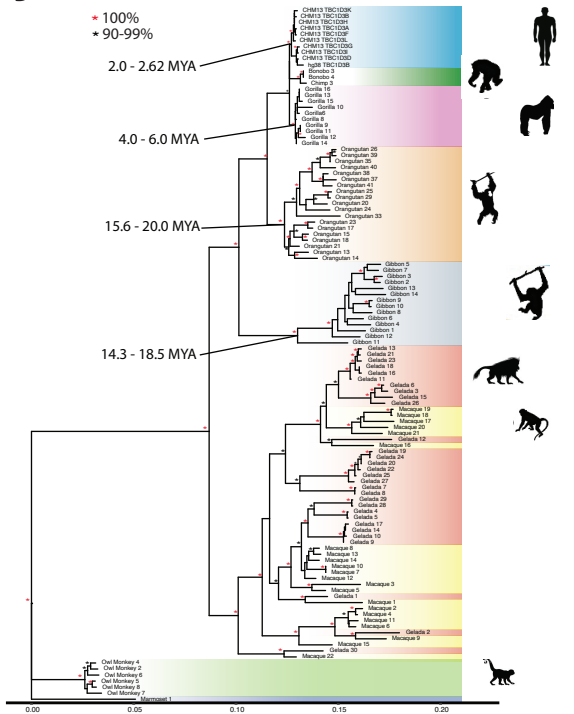 * 100%
* 90-99%
2.0 - 2.62 MYA
4.0 - 6.0 MYA
15.6 - 20.0 MYA
14.3 - 18.5 MYA
CHM13 TBC1D3K
CHM13 TBC1D3B
CHM13 TBC1D3H
CHM13 TBC1D3A
CHM13 TBC1D3F
CHM13 TBC1D3L
CHM13 TBC1D3G
CHM13 TBC1D3I
CHM13 TBC1D3D
hg38 TBC1D3B
Bonobo 3
Bonobo 4
Chimp 3
Gorilla 16
Gorilla 13
Gorilla 15
Gorilla 10
Gorilla6
Gorilla 8
Gorilla 9
Gorilla 11
Gorilla 12
Gorilla 14
Orangutan 26
Orangutan 39
Orangutan 35
Orangutan 40
Orangutan 38
Orangutan 37
Orangutan 41
Orangutan 25
Orangutan 29
Orangutan 20
Orangutan 24
Orangutan 33
Orangutan 23
Orangutan 17
Orangutan 15
Orangutan 18
Orangutan 21
Orangutan 13
Orangutan 14
Gibbon 5
Gibbon 7
Gibbon 3
Gibbon 2
Gibbon 13
Gibbon 14
Gibbon 9
Gibbon 10
Gibbon 8
Gibbon 6
Gibbon 4
Gibbon 1
Gibbon 12
Gibbon 11
Gelada 13
Gelada 21
Gelada 23
Gelada 18
Gelada 16
Gelada 11
Gelada 6
Gelada 3
Gelada 15
Gelada 26
Macaque 19
Macaque 18
Macaque 17
Macaque 20
Macaque 21
Gelada 12
Macaque 16
Gelada 19
Gelada 24
Gelada 20
Gelada 22
Gelada 25
Gelada 27
Gelada 7
Gelada 8
Gelada 29
Gelada 28
Gelada 4
Gelada 5
Gelada 17
Gelada 14
Gelada 10
Gelada 9
Macaque 8
Macaque 13
Macaque 14
Macaque 10
Macaque 7
Macaque 12
Macaque 3
Macaque 5
Gelada 1
Macaque 1
Macaque 2
Macaque 4
Macaque 11
Macaque 6
Gelada 2
Macaque 9
Macaque 15
Gelada 30
Macaque 22
Owl Monkey 4
Owl Monkey 2
Owl Monkey 6
Owl Monkey 5
Owl Monkey 8
Owl Monkey 7
Marmoset 1
0.00 0.05 0.10 0.15 0.20